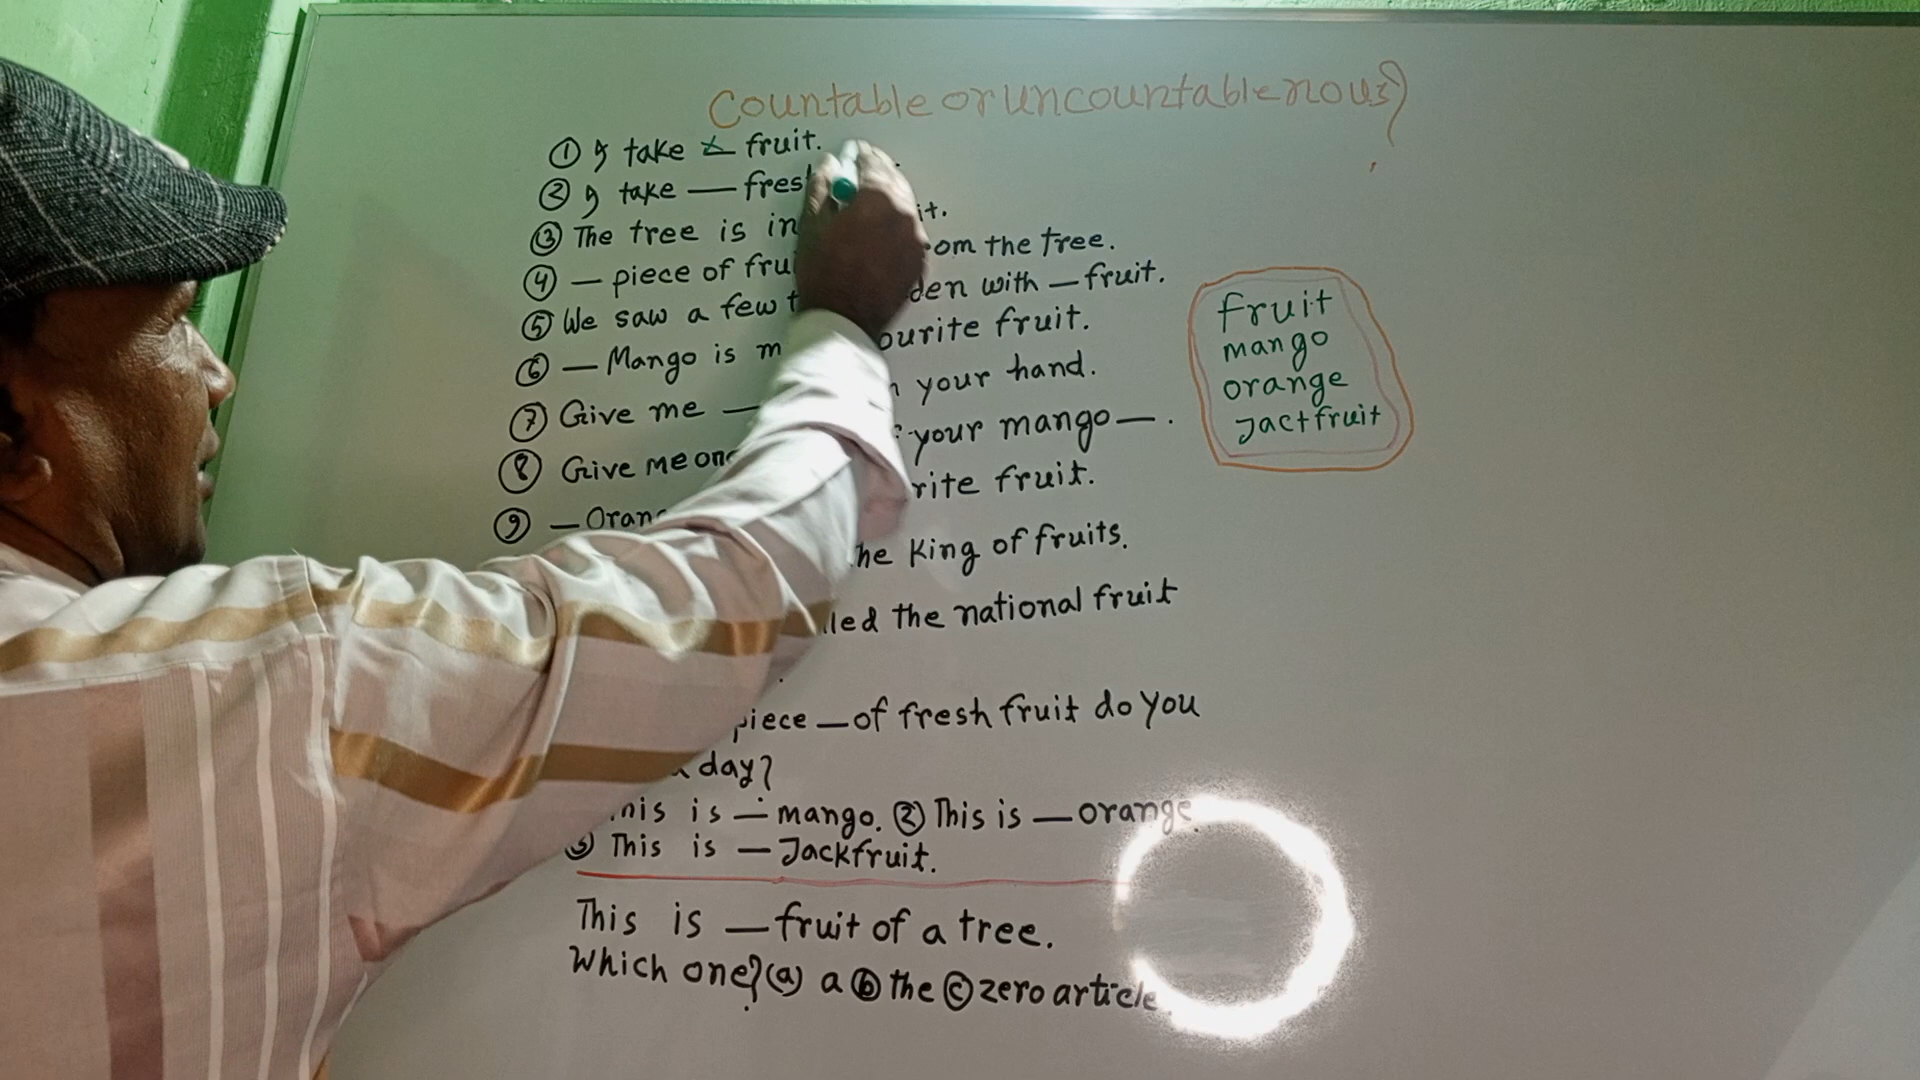 Countable or uncountable nous?
① I take × fruit.
② I take — fres
③ The tree is in it.
④ — piece of frui om the tree.
⑤ We saw a few t den with — fruit.
⑥ — Mango is m ourite fruit.
⑦ Give me — your hand.
⑧ Give me one your mango — .
⑨ — Orang rite fruit.
he King of fruits.
lled the national fruit
piece — of fresh fruit do you
day?
his is — mango. ② This is — orange.
③ This is — Jackfruit.
This is — fruit of a tree.
Which one? (a) a ⓑ the ⓒ zero article
fruit
mango
orange
Jactfruit